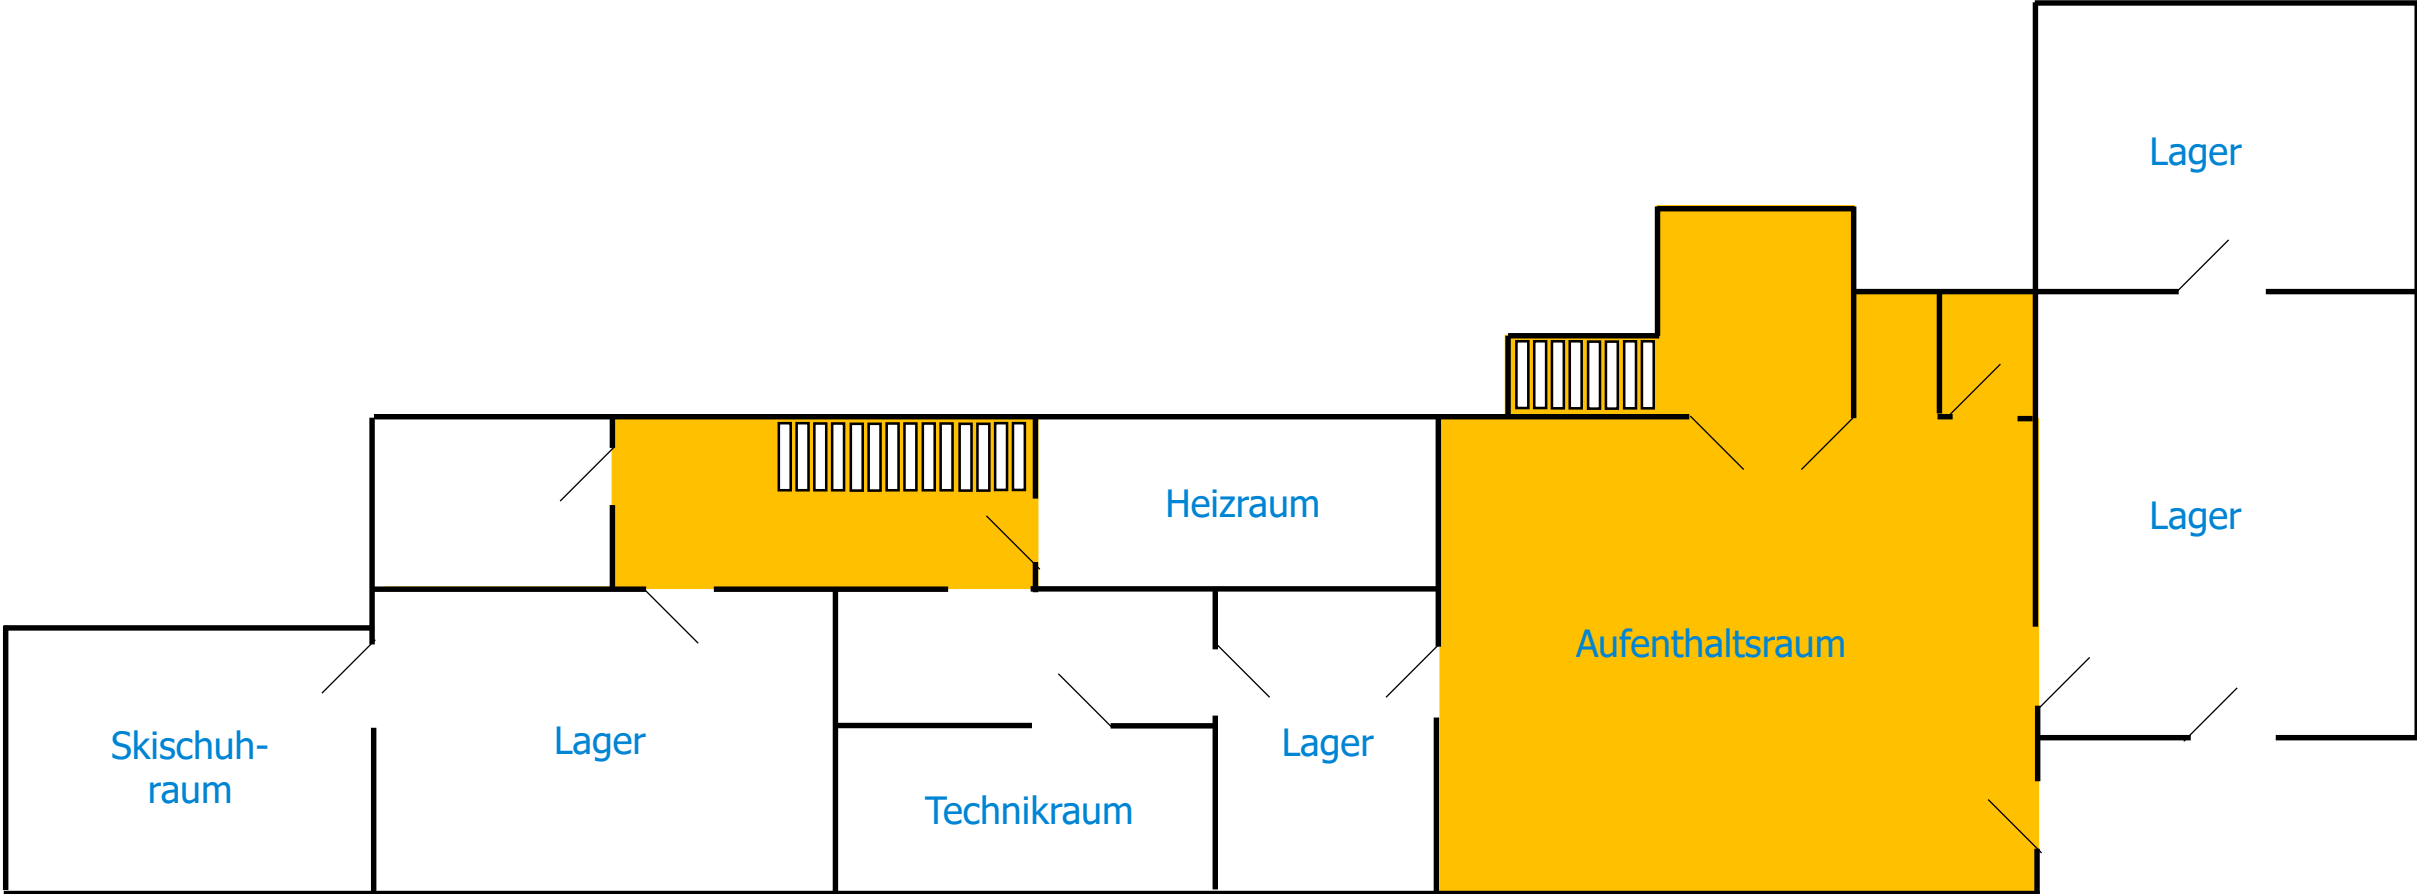 Lager
Heizraum
Lager
Aufenthaltsraum
Skischuh-
raum
Lager
Lager
Technikraum